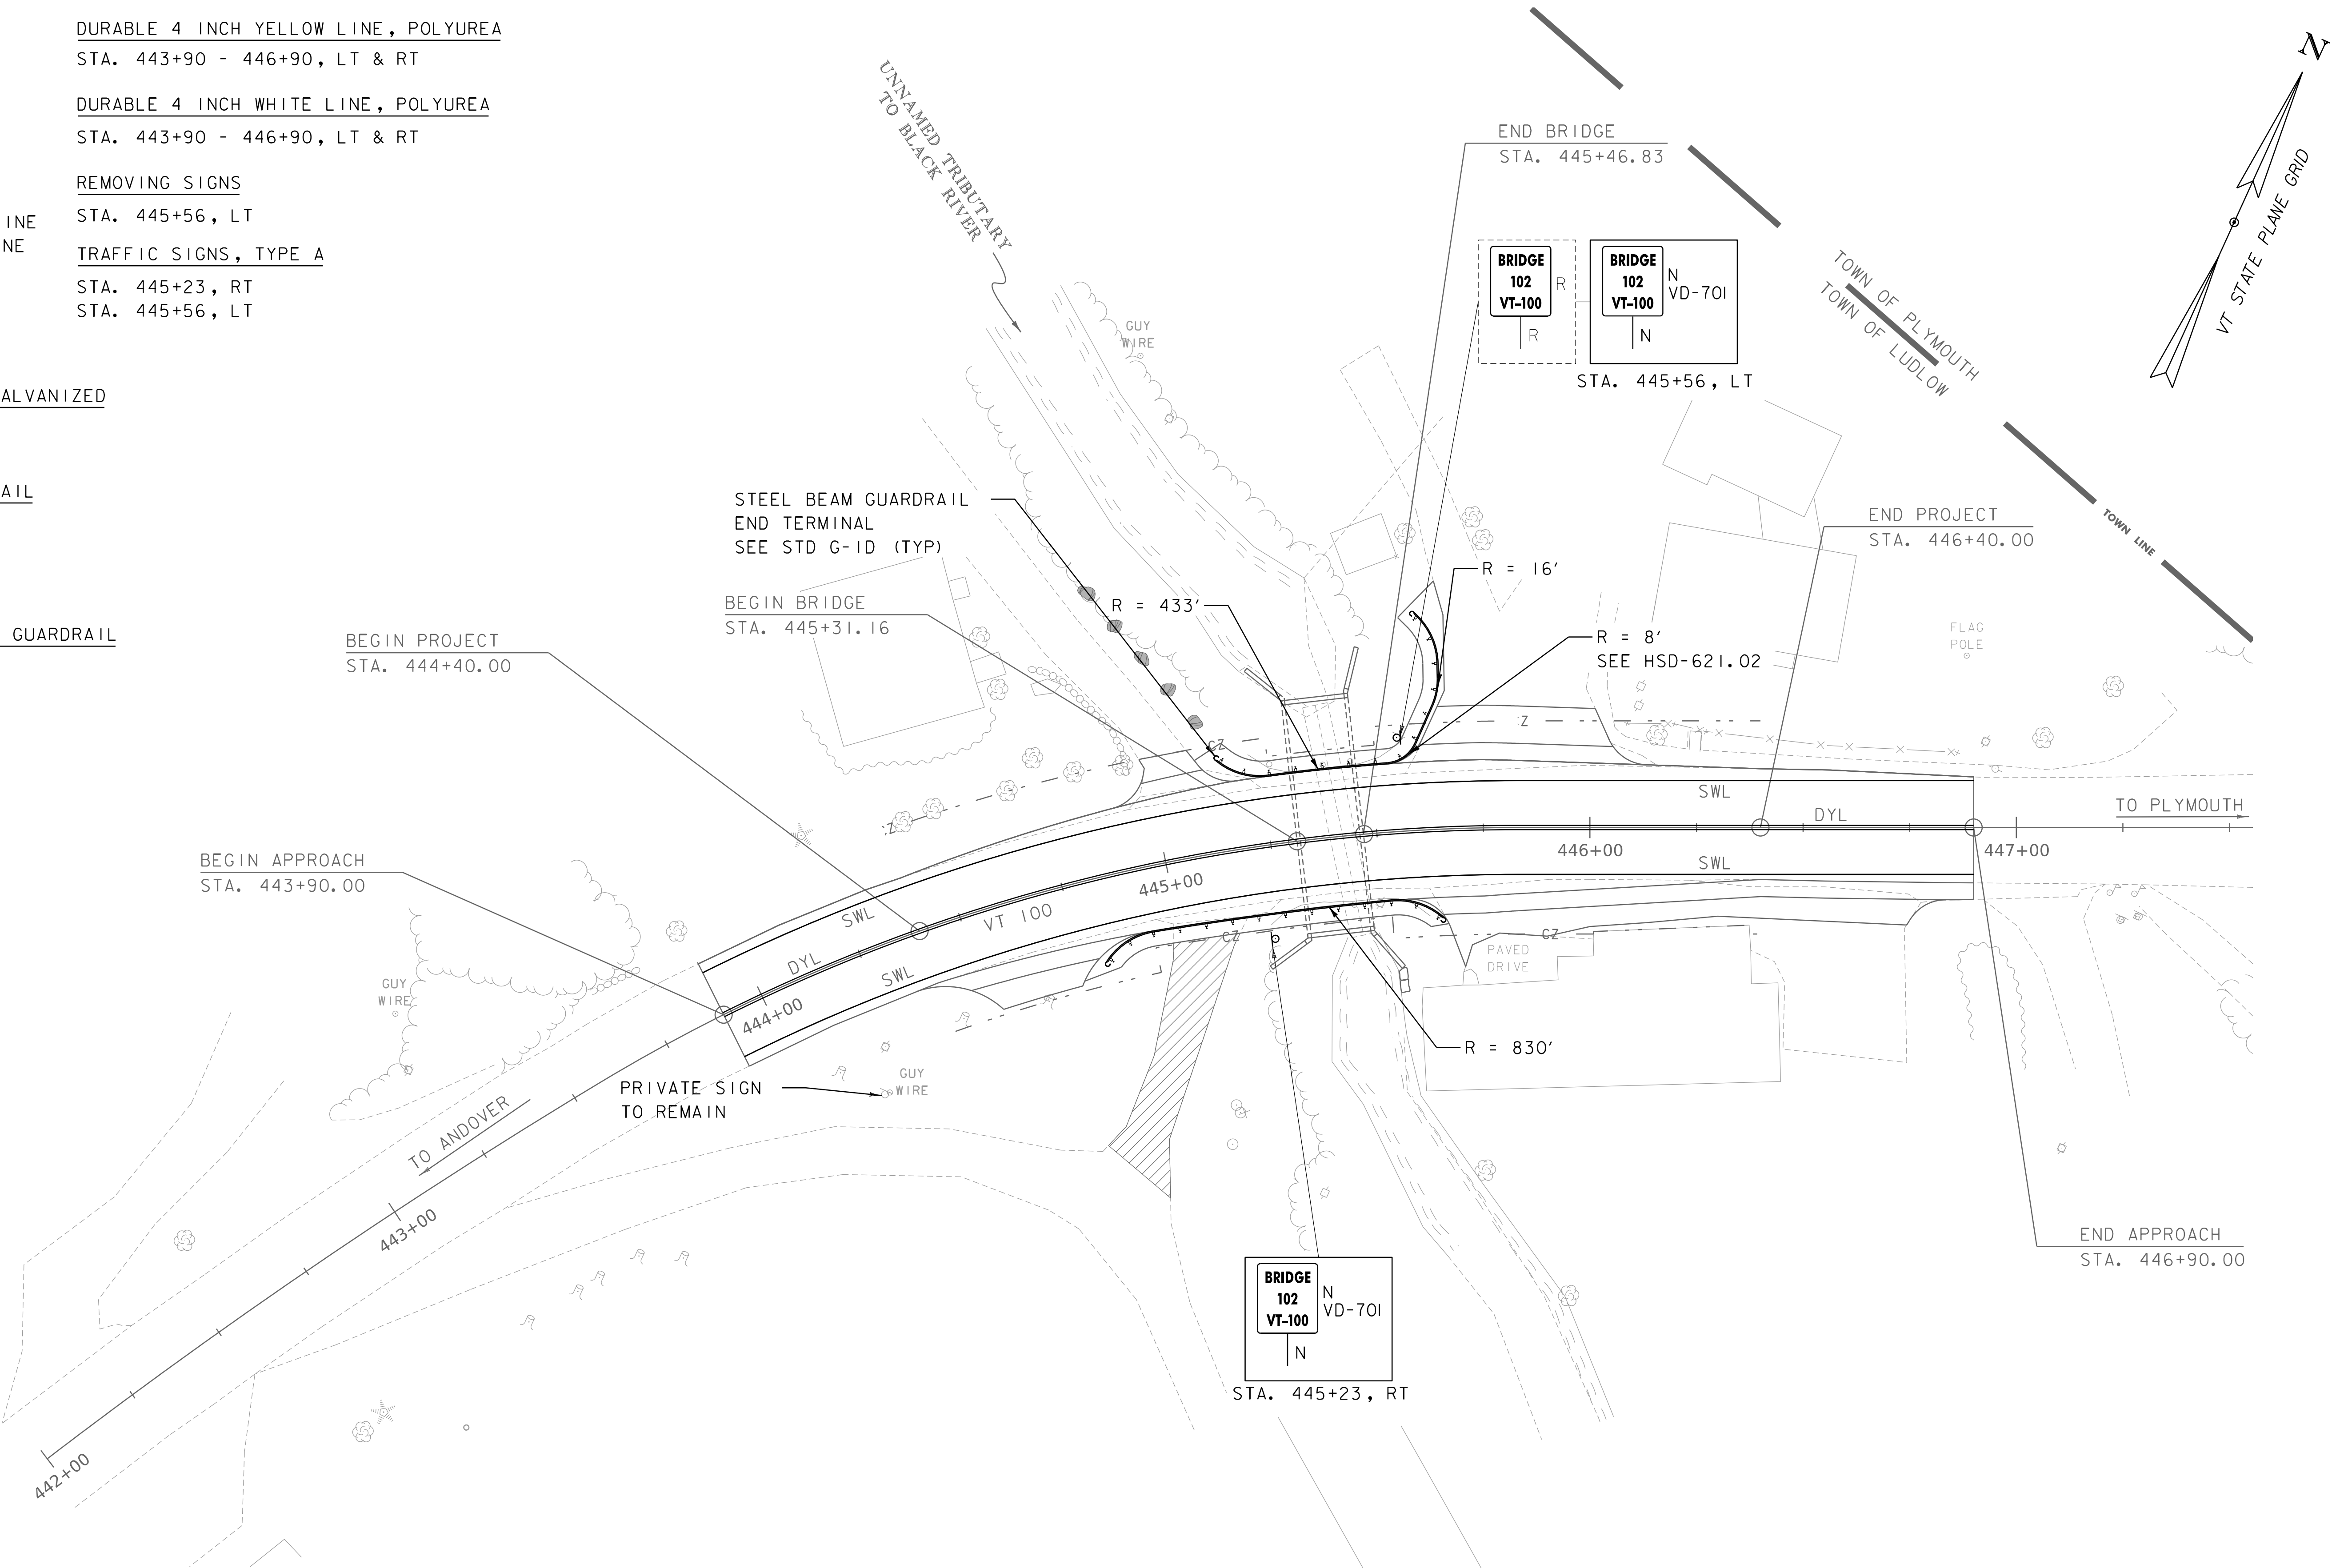 DURABLE 4 INCH YELLOW LINE, POLYUREA
STA. 443+90 - 446+90, LT & RT
DURABLE 4 INCH WHITE LINE, POLYUREA
STA. 443+90 - 446+90, LT & RT
REMOVING SIGNS
STA. 445+56, LT
INE
NE
TRAFFIC SIGNS, TYPE A
STA. 445+23, RT
STA. 445+56, LT
ALVANIZED
AIL
GUARDRAIL
UNNAMED TRIBUTARY
TO BLACK RIVER
GUY
WIRE
END BRIDGE
STA. 445+46.83
BRIDGE
102
VT-100
R
R
BRIDGE
102
VT-100
N
VD-701
N
STA. 445+56, LT
TOWN OF PLYMOUTH
TOWN OF LUDLOW
TOWN LINE
N
VT STATE PLANE GRID
STEEL BEAM GUARDRAIL
END TERMINAL
SEE STD G-1D (TYP)
BEGIN BRIDGE
STA. 445+31.16
R = 433'
R = 16'
R = 8'
SEE HSD-621.02
END PROJECT
STA. 446+40.00
FLAG
POLE
BEGIN PROJECT
STA. 444+40.00
BEGIN APPROACH
STA. 443+90.00
CZ
CZ
CZ
CZ
CZ
SWL
DYL
TO PLYMOUTH
446+00
SWL
447+00
445+00
VT 100
SWL
DYL
SWL
444+00
PAVED
DRIVE
GUY
WIRE
GUY
WIRE
R = 830'
PRIVATE SIGN
TO REMAIN
TO ANDOVER
443+00
442+00
BRIDGE
102
VT-100
N
VD-701
N
STA. 445+23, RT
END APPROACH
STA. 446+90.00